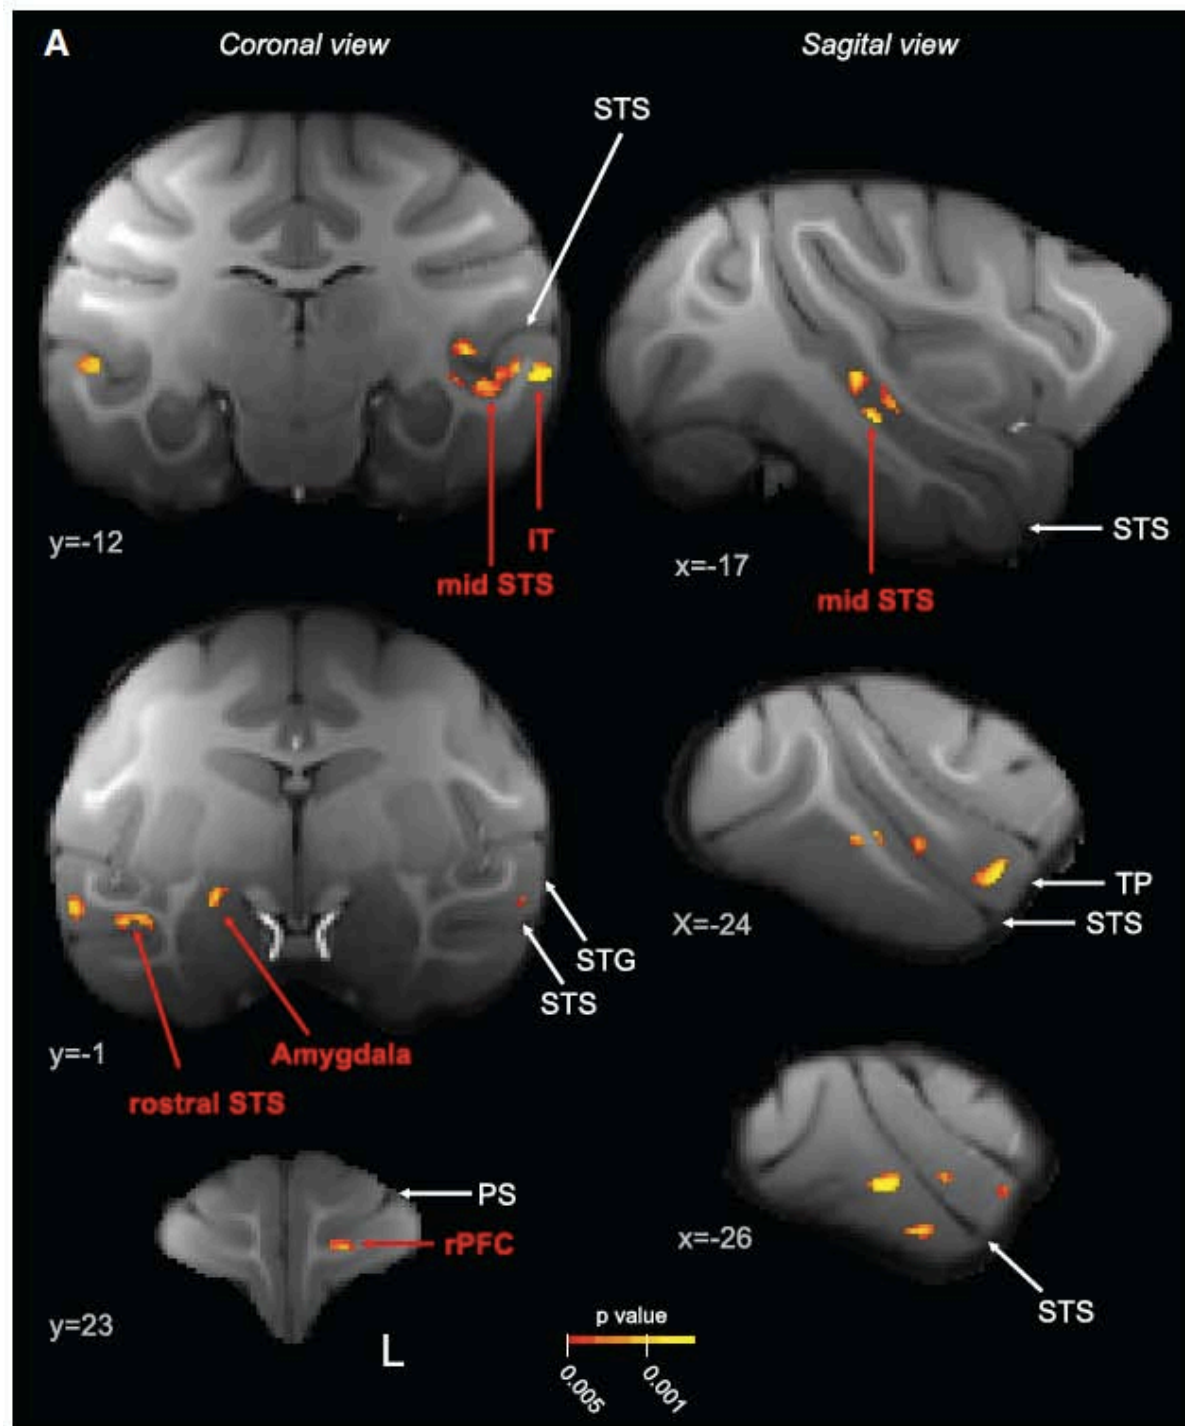 A
Coronal view
Sagital view
STS
y=-12
IT
mid STS
x=-17
STS
mid STS
STG
STS
y=-1
Amygdala
rostral STS
X=-24
TP
STS
PS
rPFC
y=23
L
x=-26
STS
p value
0.005
0.001